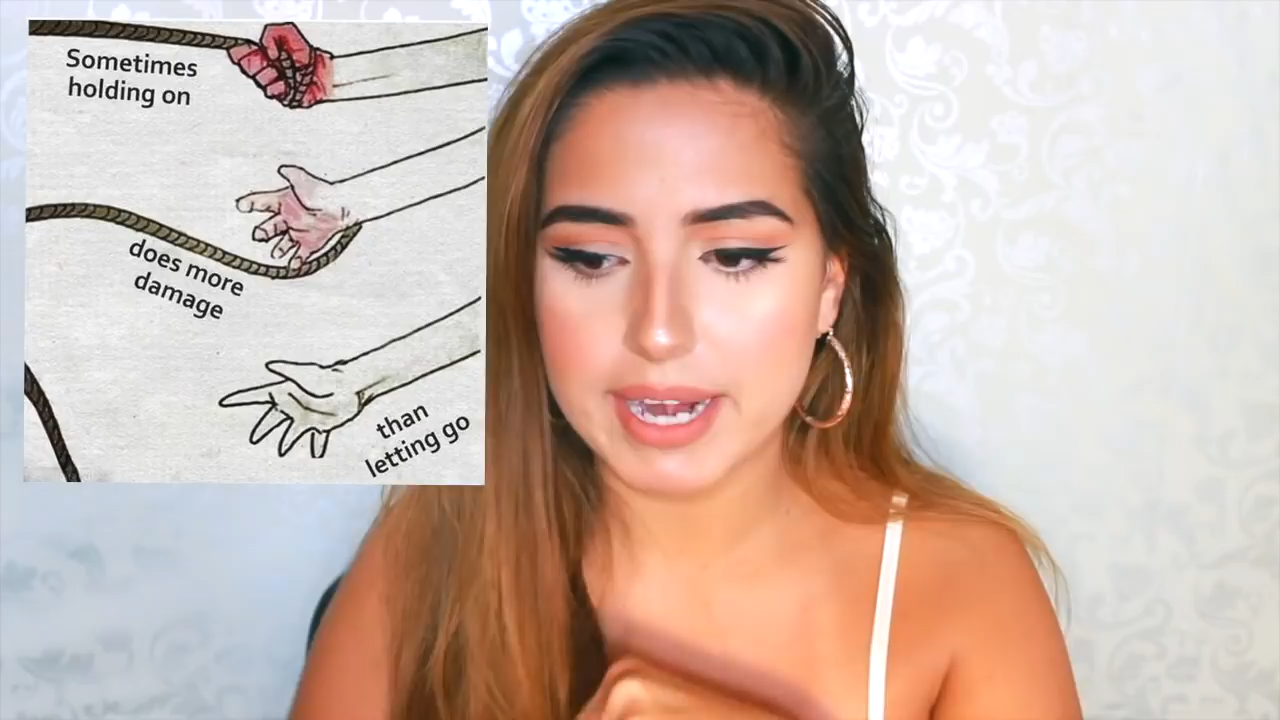 Sometimes
holding on
does more
damage
than
letting go